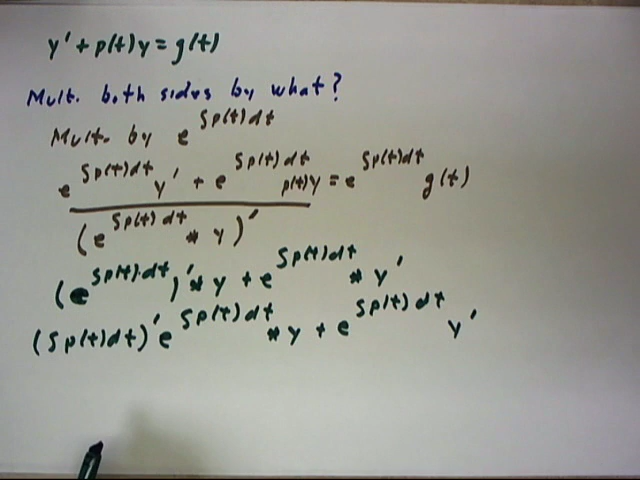 y' + p(t)y = g(t)
Mult. both sides by what?
Mult. by e^∫p(t)dt
e^∫p(t)dt y' + e^∫p(t)dt p(t)y = e^∫p(t)dt g(t)
(e^∫p(t)dt * y)'
(e^∫p(t)dt)' * y + e^∫p(t)dt * y'
(∫p(t)dt)' e^∫p(t)dt * y + e^∫p(t)dt y'